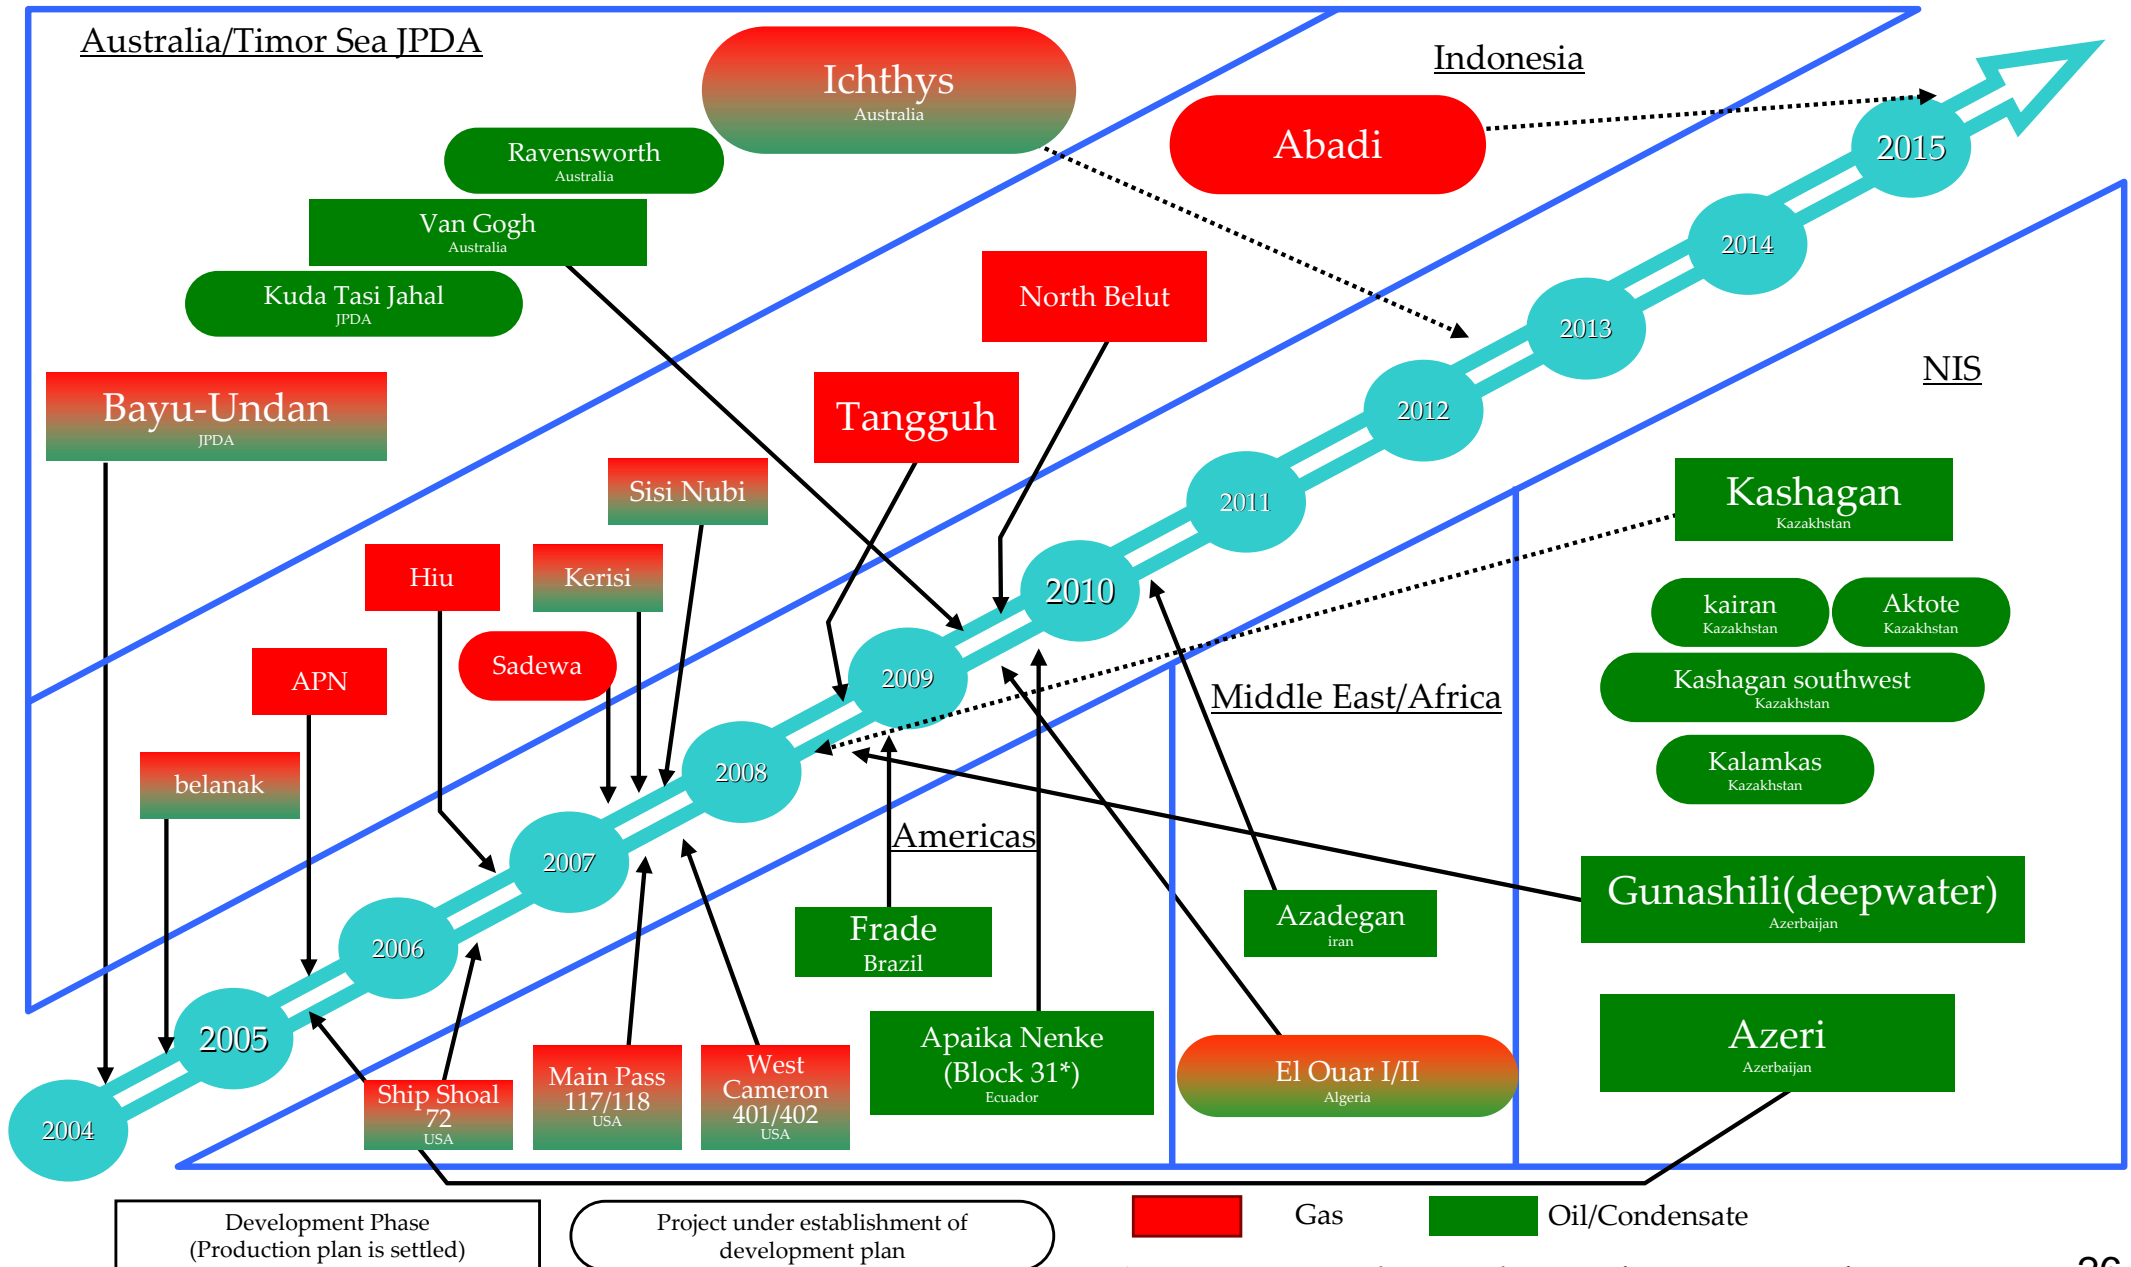 Australia/Timor Sea JPDA
Ichthys
Australia
Indonesia
Abadi
Ravensworth
Australia
Van Gogh
Australia
Kuda Tasi Jahal
JPDA
Bayu-Undan
JPDA
North Belut
Tangguh
Sisi Nubi
Hiu
Kerisi
Sadewa
APN
belanak
2015
2014
2013
2012
2011
2010
2009
2008
2007
2006
2005
2004
NIS
Kashagan
Kazakhstan
kairan
Kazakhstan
Aktote
Kazakhstan
Kashagan southwest
Kazakhstan
Kalamkas
Kazakhstan
Gunashili(deepwater)
Azerbaijan
Azeri
Azerbaijan
Middle East/Africa
Azadegan
iran
El Ouar I/II
Algeria
Americas
Frade
Brazil
Apaika Nenke
(Block 31*)
Ecuador
Ship Shoal
72
USA
Main Pass
117/118
USA
West
Cameron
401/402
USA
Development Phase
(Production plan is settled)
Project under establishment of
development plan
Gas
Oil/Condensate